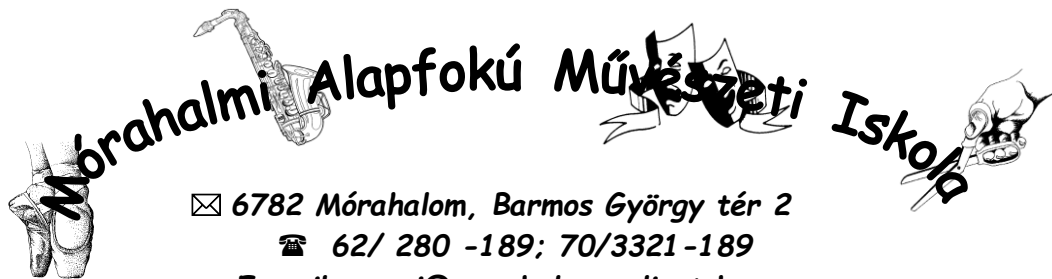 Mórahalmi Alapfokú Művészeti Iskola
✉ 6782 Mórahalom, Barmos György tér 2
☎ 62/ 280 -189; 70/3321-189